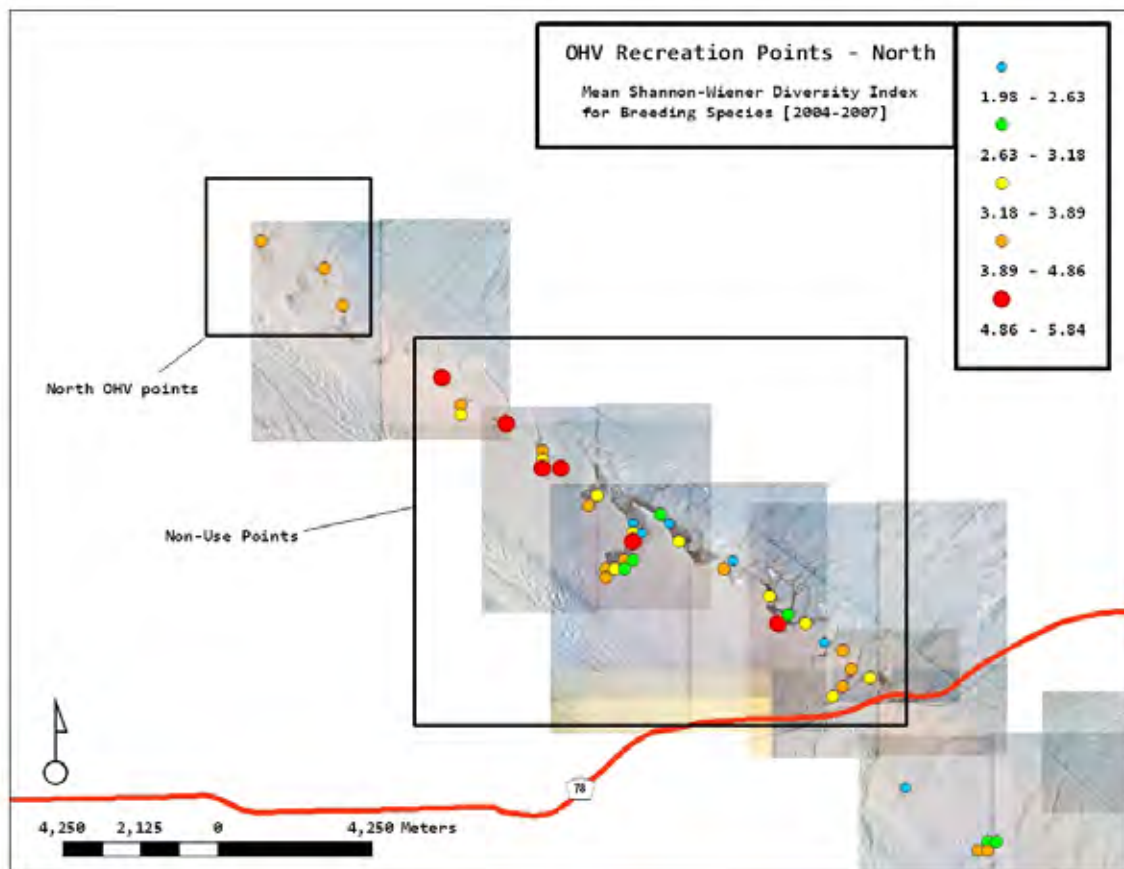 OHV Recreation Points - North
Mean Shannon-Wiener Diversity Index
for Breeding Species [2004-2007]
1.98 - 2.63
2.63 - 3.18
3.18 - 3.89
3.89 - 4.86
4.86 - 5.84
North OHV points
Non-Use Points
78
4,250 2,125 0 4,250 Meters